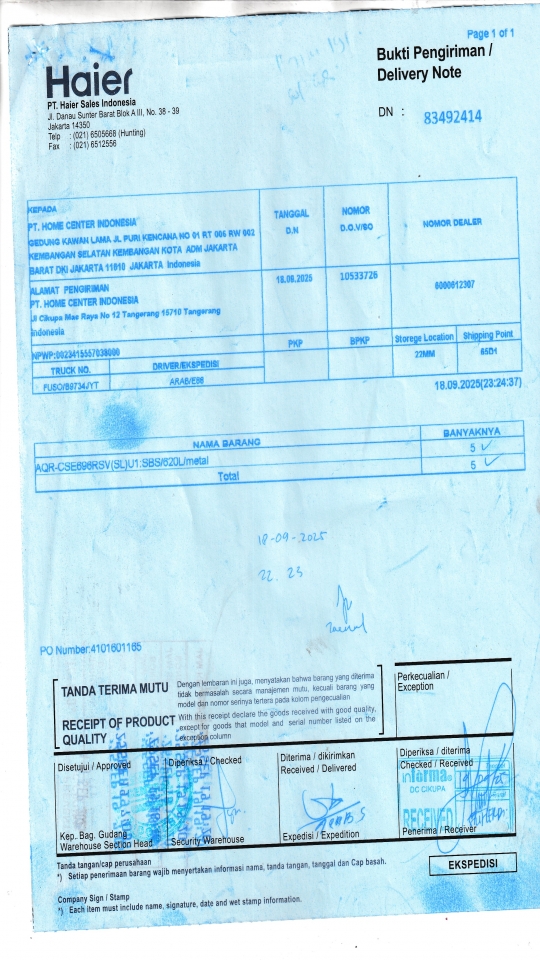 Page 1 of 1
Haier
Bukti Pengiriman /
Delivery Note
PT. Haier Sales Indonesia
Jl. Danau Sunter Barat Blok A III, No. 38 - 39
Jakarta 14350
Telp : (021) 6505668 (Hunting)
Fax : (021) 6512556
DN : 83492414
KEPADA
PT. HOME CENTER INDONESIA
GEDUNG KAWAN LAMA JL PURI KENCANA NO 01 RT 005 RW 002
KEMBANGAN SELATAN KEMBANGAN KOTA ADM JAKARTA
BARAT DKI JAKARTA 11610 JAKARTA Indonesia
TANGGAL
D.N
NOMOR
D.O.V/SO
NOMOR DEALER
ALAMAT PENGIRIMAN
PT. HOME CENTER INDONESIA
Jl Cikupa Mas Raya No 12 Tangerang 15710 Tangerang
Indonesia
18.09.2025
10533726
6000612307
NPWP:0023415557038000
PKP
BPKP
Storege Location
Shipping Point
TRUCK NO.
DRIVER/EKSPEDISI
22MM
65D1
FUSO/B9734JYT
ARAB/E86
18.09.2025(23:24:37)
NAMA BARANG
BANYAKNYA
AQR-CSE696RSV(SL)U1:SBS/620L/metal
5
Total
5
18-09-2025
22.23
PO Number:4101601165
TANDA TERIMA MUTU
Dengan lembaran ini juga, menyatakan bahwa barang yang diterima
tidak bermasalah secara manajemen mutu, kecuali barang yang
model dan nomor serinya tertera pada kolom pengecualian
RECEIPT OF PRODUCT
QUALITY
With this receipt declare the goods received with good quality,
except for goods that model and serial number listed on the
exception column
Perkecualian /
Exception
Disetujui / Approved
Diperiksa / Checked
Diterima / dikirimkan
Received / Delivered
Diperiksa / diterima
Checked / Received
informa
DC CIKUPA
RECEIVED
Kep. Bag. Gudang
Warehouse Section Head
Security Warehouse
Expedisi / Expedition
Penerima / Receiver
Tanda tangan/cap perusahaan
*) Setiap penerimaan barang wajib menyertakan informasi nama, tanda tangan, tanggal dan Cap basah.
EKSPEDISI
Company Sign / Stamp
*) Each item must include name, signature, date and wet stamp information.